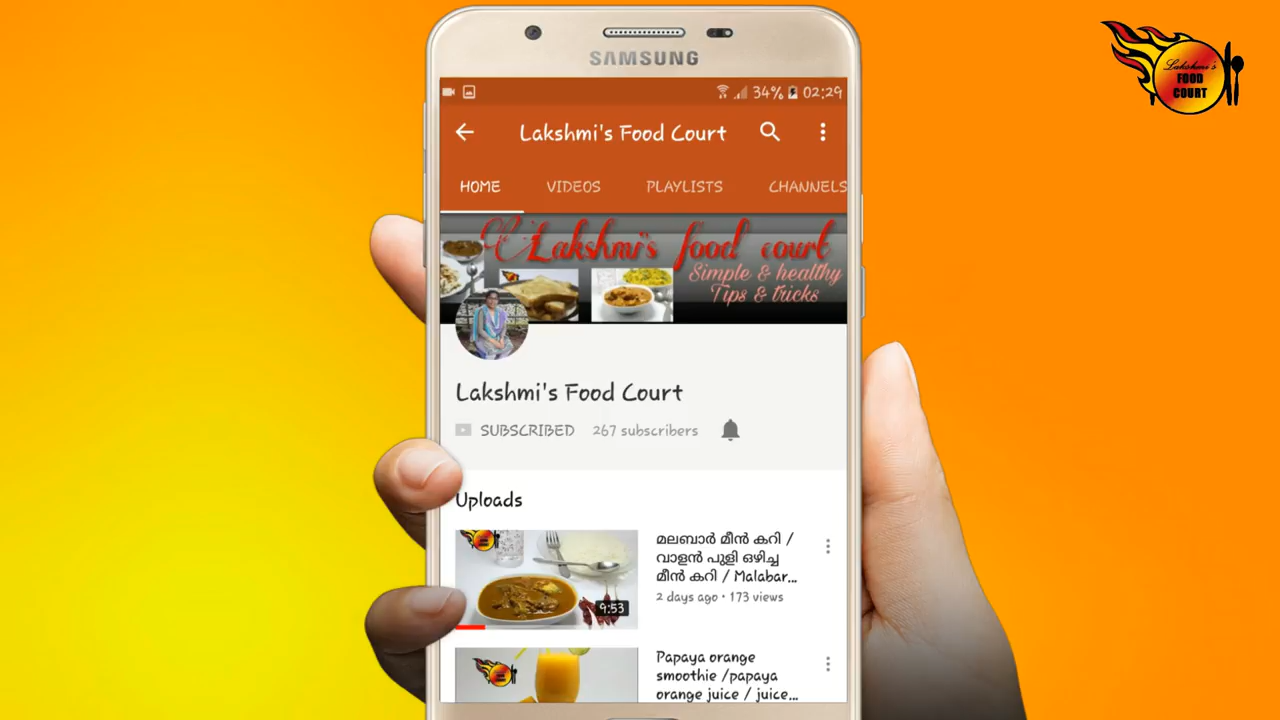 SAMSUNG
34% 02:29
Lakshmi's Food Court
HOME VIDEOS PLAYLISTS CHANNELS
Lakshmi's food court
Simple & healthy
Tips & tricks
Lakshmi's Food Court
SUBSCRIBED 267 subscribers
Uploads
മലബാർ മീൻ കറി /
വാളൻ പുളി ഒഴിച്ച
മീൻ കറി / Malabar...
2 days ago • 173 views
9:53
Papaya orange
smoothie /papaya
orange juice / juice...
Lakshmi's
FOOD
COURT